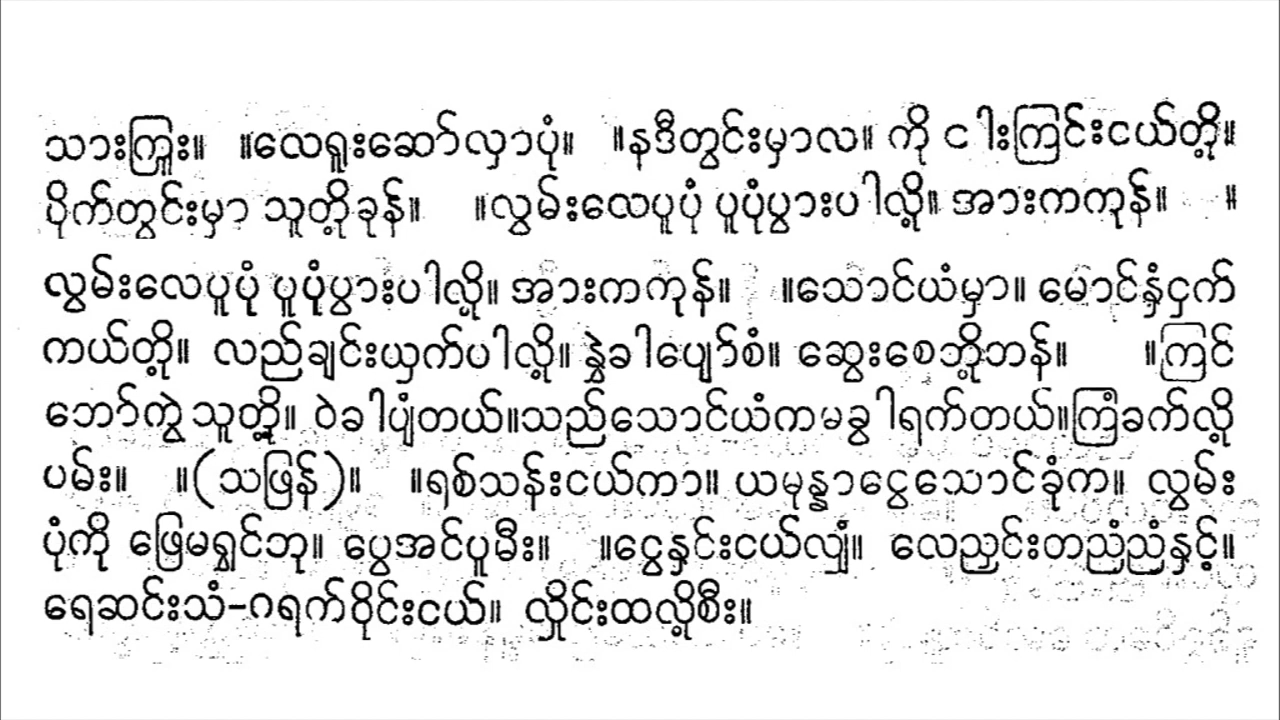 သားကြူး။ ။လေရူးဆော်လှာပုံ။ ။နဒီတွင်းမှာလ။ ကို ငါးကြင်းငယ်တို့။
ပိုက်တွင်းမှာ သူတို့ခုန်။ ။လွမ်းလေပူပုံ ပူပုံပွားပါလို့။ အားကကုန်။ ။
လွမ်းလေပူပုံ ပူပုံပွားပါလို့။ အားကကုန်။ ။သောင်ယံမှာ။ မောင်နှံငှက်
ကယ်တို့။ လည်ချင်းယှက်ပါလို့။ နွှဲခါပျော်စံ။ ဆွေးစေဘို့ဘန်။ ။ကြင်
ဘော်ကွဲသူတို့။ ဝဲခါပျံတယ်။သည်သောင်ယံကမခွါရက်တယ်။ကြံခက်လို့
ပမ်း။ ။(သဖြန်)။ ။ရစ်သန်းငယ်ကာ။ ယမုန္နာငွေသောင်ခုံက။ လွမ်း
ပုံကို ဖြေမရွှင်ဘု။ ပွေအင်ပူမီး။ ။ငွေနှင်းငယ်လျှံ။ လေညှင်းတညံညံနှင့်။
ရေဆင်းသံ-ဂရက်ဝိုင်းငယ်။ လှိုင်းထလို့စီး။